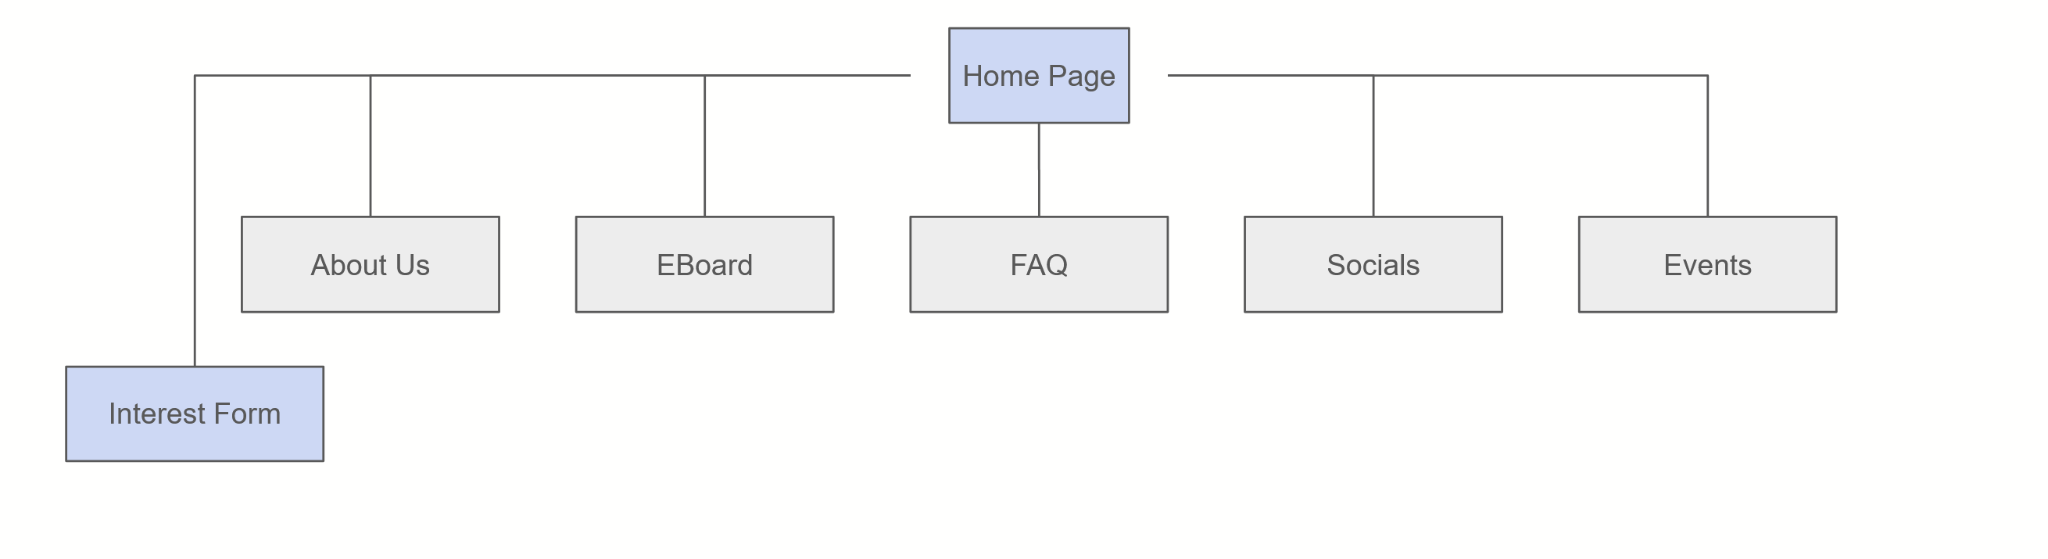 Home Page
About Us
EBoard
FAQ
Socials
Events
Interest Form